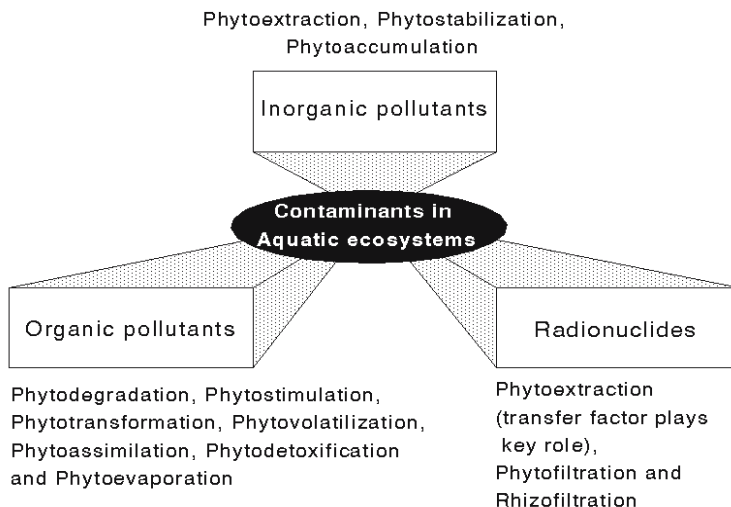 Phytoextraction, Phytostabilization,
Phytoaccumulation
Inorganic pollutants
Contaminants in
Aquatic ecosystems
Organic pollutants
Radionuclides
Phytodegradation, Phytostimulation,
Phytotransformation, Phytovolatilization,
Phytoassimilation, Phytodetoxification
and Phytoevaporation
Phytoextraction
(transfer factor plays
key role),
Phytofiltration and
Rhizofiltration